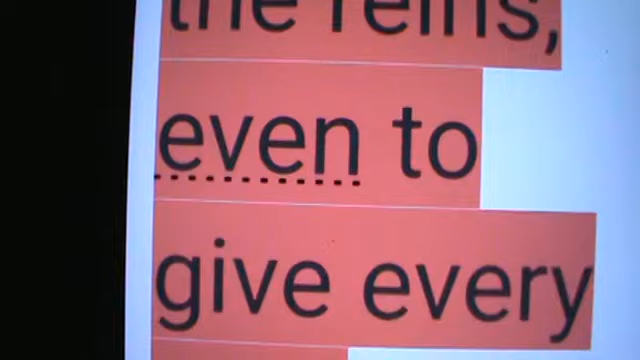 the reins,
even to
give every